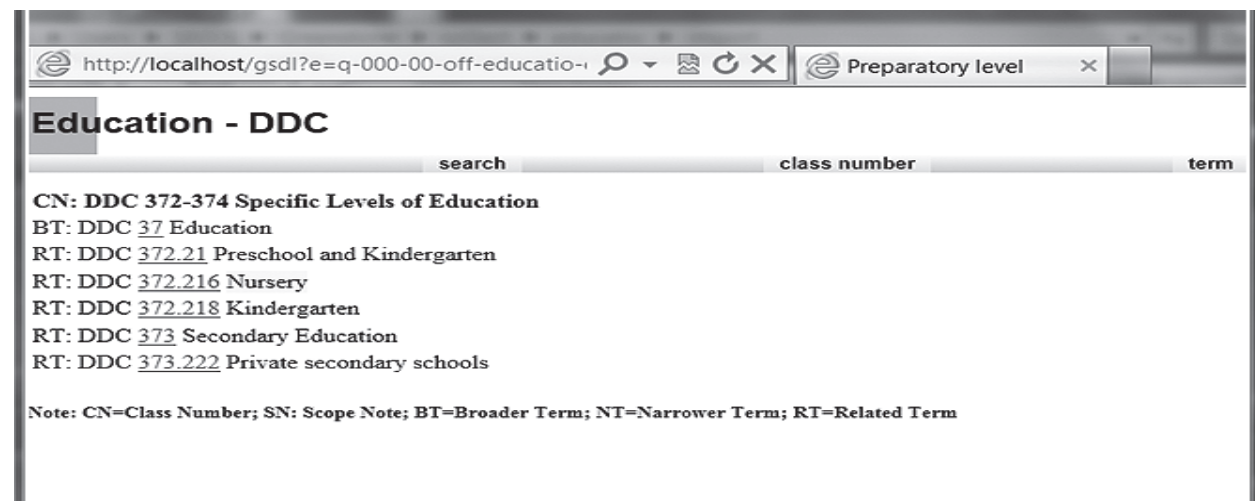 http://localhost/gsdl?e=q-000-00-off-educatio- Preparatory level
Education - DDC
search class number term
CN: DDC 372-374 Specific Levels of Education
BT: DDC 37 Education
RT: DDC 372.21 Preschool and Kindergarten
RT: DDC 372.216 Nursery
RT: DDC 372.218 Kindergarten
RT: DDC 373 Secondary Education
RT: DDC 373.222 Private secondary schools
Note: CN=Class Number; SN: Scope Note; BT=Broader Term; NT=Narrower Term; RT=Related Term